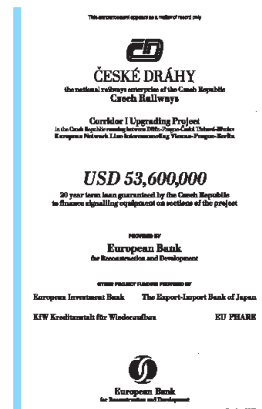 This announcement appears as a matter of record only
ČD
ČESKÉ DRÁHY
the national railways enterprise of the Czech Republic
Czech Railways
Corridor I Upgrading Project
in the Czech Republic running between Děčín-Prague-Česká Třebová-Břeclav
European Network Line interconnecting Vienna-Prague-Berlin
USD 53,600,000
20 year term loan guaranteed by the Czech Republic
to finance signalling equipment on sections of the project
PROVIDED BY
European Bank
for Reconstruction and Development
OTHER PROJECT FUNDING PROVIDED BY
European Investment Bank The Export-Import Bank of Japan
KfW Kreditanstalt für Wiederaufbau EU PHARE
European Bank
for Reconstruction and Development